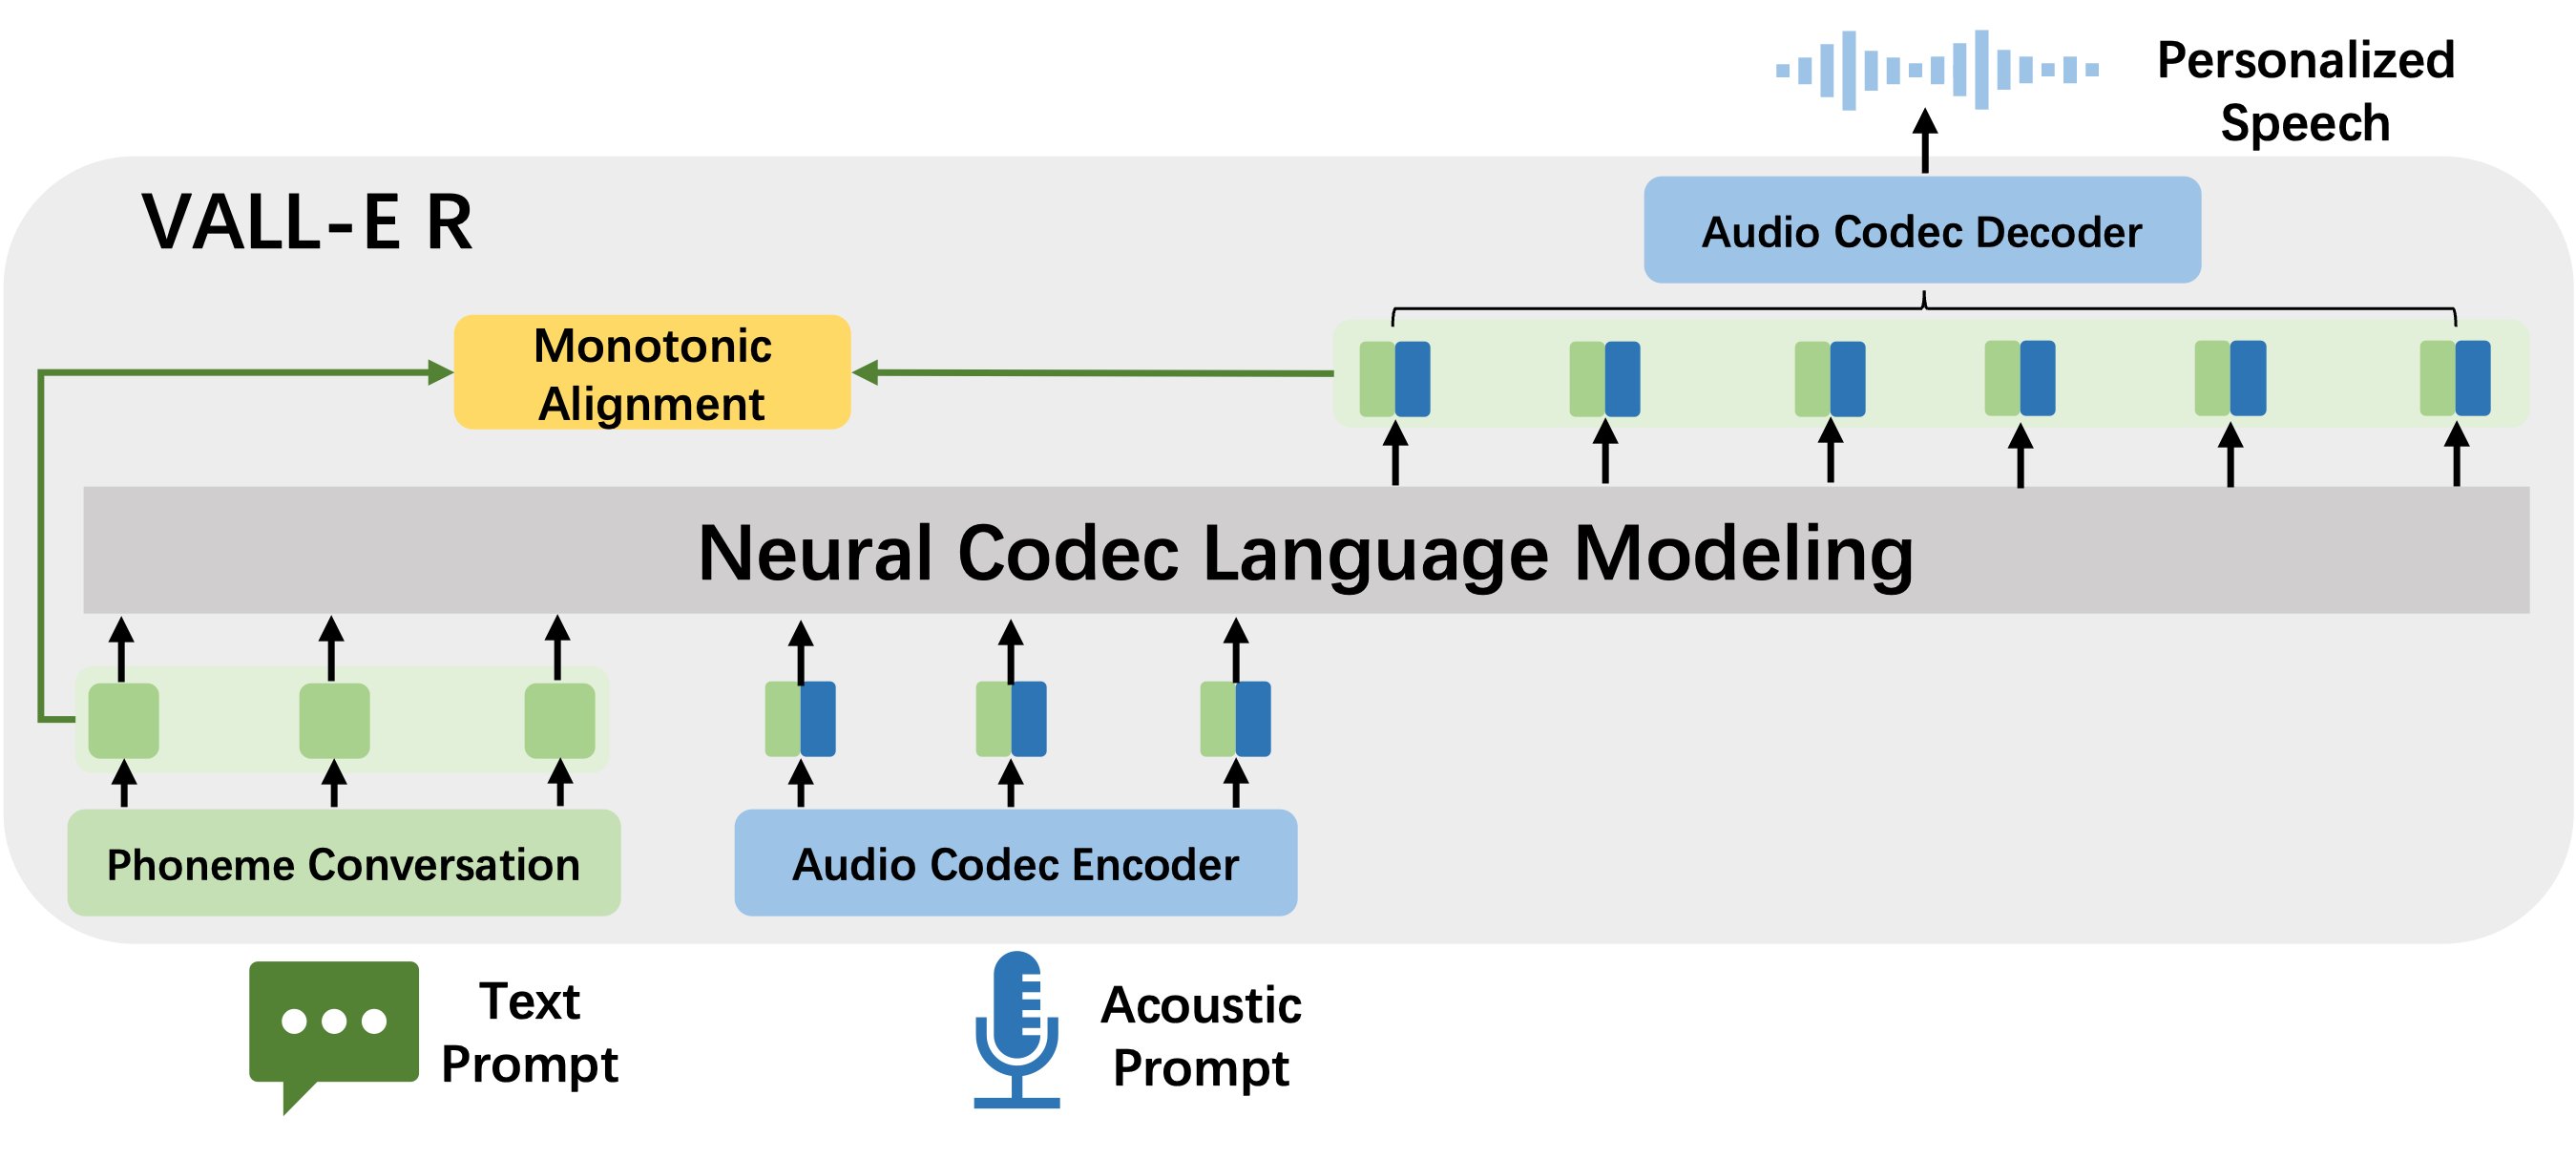 Personalized
Speech
VALL-E R
Audio Codec Decoder
Monotonic
Alignment
Neural Codec Language Modeling
Phoneme Conversation
Audio Codec Encoder
Text
Prompt
Acoustic
Prompt